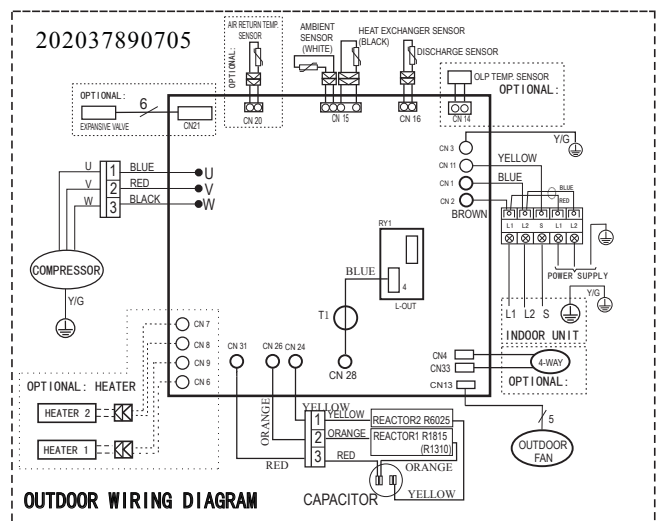 202037890705
AIR RETURN TEMP.
SENSOR
OPTIONAL:
CN 20
AMBIENT
SENSOR
(WHITE)
HEAT EXCHANGER SENSOR
(BLACK)
CN 15
DISCHARGE SENSOR
CN 16
OLP TEMP. SENSOR
OPTIONAL:
CN 14
OPTIONAL:
EXPANSIVE VALVE
6
CN21
CN 3
Y/G
CN 11
YELLOW
CN 1
BLUE
CN 2
BROWN
BLUE
RED
L1 L2 S L1 L2
POWER SUPPLY
Y/G
L1 L2 S
INDOOR UNIT
U 1 BLUE U
V 2 RED V
W 3 BLACK W
COMPRESSOR
Y/G
RY1
BLUE
4
L-OUT
T1
CN 28
CN 7
CN 8
CN 9
CN 6
OPTIONAL: HEATER
HEATER 2
HEATER 1
CN 31
CN 26
CN 24
CN4
CN33
CN13
4-WAY
OPTIONAL:
5
OUTDOOR
FAN
ORANGE
YELLOW
RED
1 YELLOW REACTOR2 R6025
2 ORANGE REACTOR1 R1815
(R1310)
3 RED
ORANGE
YELLOW
CAPACITOR
OUTDOOR WIRING DIAGRAM